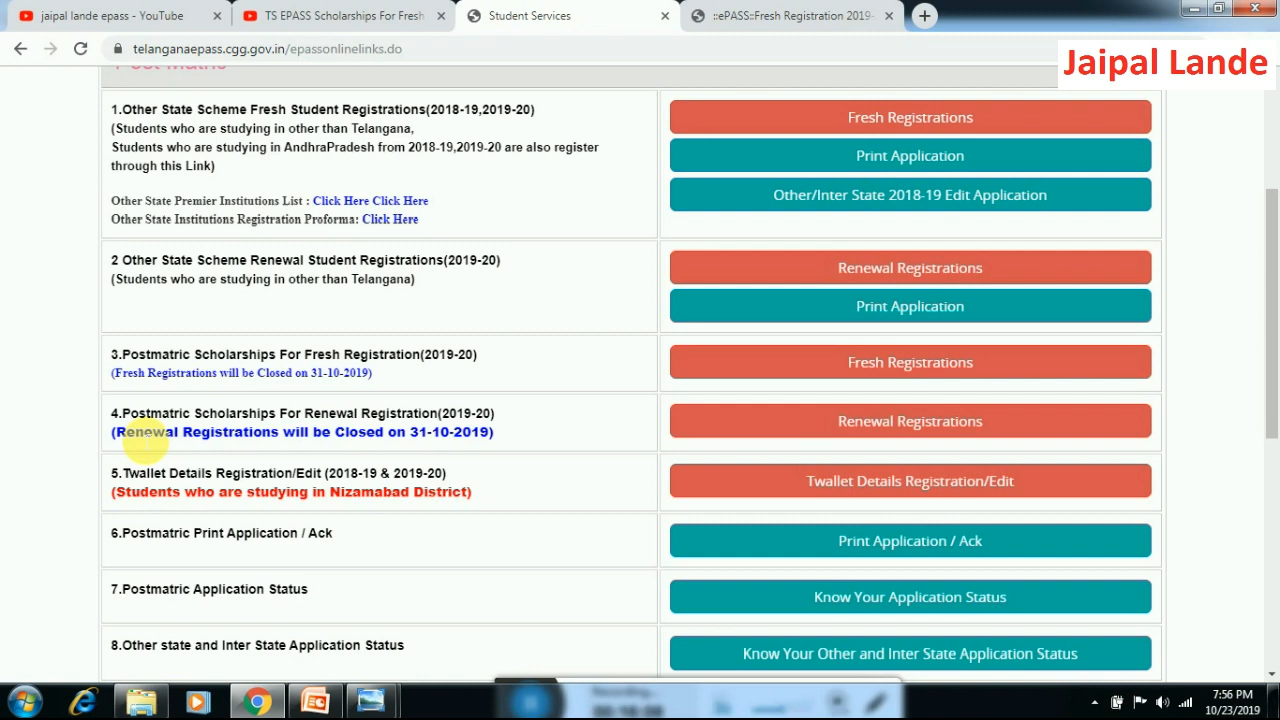 jaipal lande epass - YouTube
TS EPASS Scholarships For Fresh
Student Services
::ePASS::Fresh Registration 2019-
telanganaepass.cgg.gov.in/epassonlinelinks.do
Jaipal Lande
1.Other State Scheme Fresh Student Registrations(2018-19,2019-20)
(Students who are studying in other than Telangana,
Students who are studying in AndhraPradesh from 2018-19,2019-20 are also register
through this Link)
Other State Premier Institutions List : Click Here Click Here
Other State Institutions Registration Proforma: Click Here
Fresh Registrations
Print Application
Other/Inter State 2018-19 Edit Application
2 Other State Scheme Renewal Student Registrations(2019-20)
(Students who are studying in other than Telangana)
Renewal Registrations
Print Application
3.Postmatric Scholarships For Fresh Registration(2019-20)
(Fresh Registrations will be Closed on 31-10-2019)
Fresh Registrations
4.Postmatric Scholarships For Renewal Registration(2019-20)
(Renewal Registrations will be Closed on 31-10-2019)
Renewal Registrations
5.Twallet Details Registration/Edit (2018-19 & 2019-20)
(Students who are studying in Nizamabad District)
Twallet Details Registration/Edit
6.Postmatric Print Application / Ack
Print Application / Ack
7.Postmatric Application Status
Know Your Application Status
8.Other state and Inter State Application Status
Know Your Other and Inter State Application Status
Recording...
7:56 PM
10/23/2019